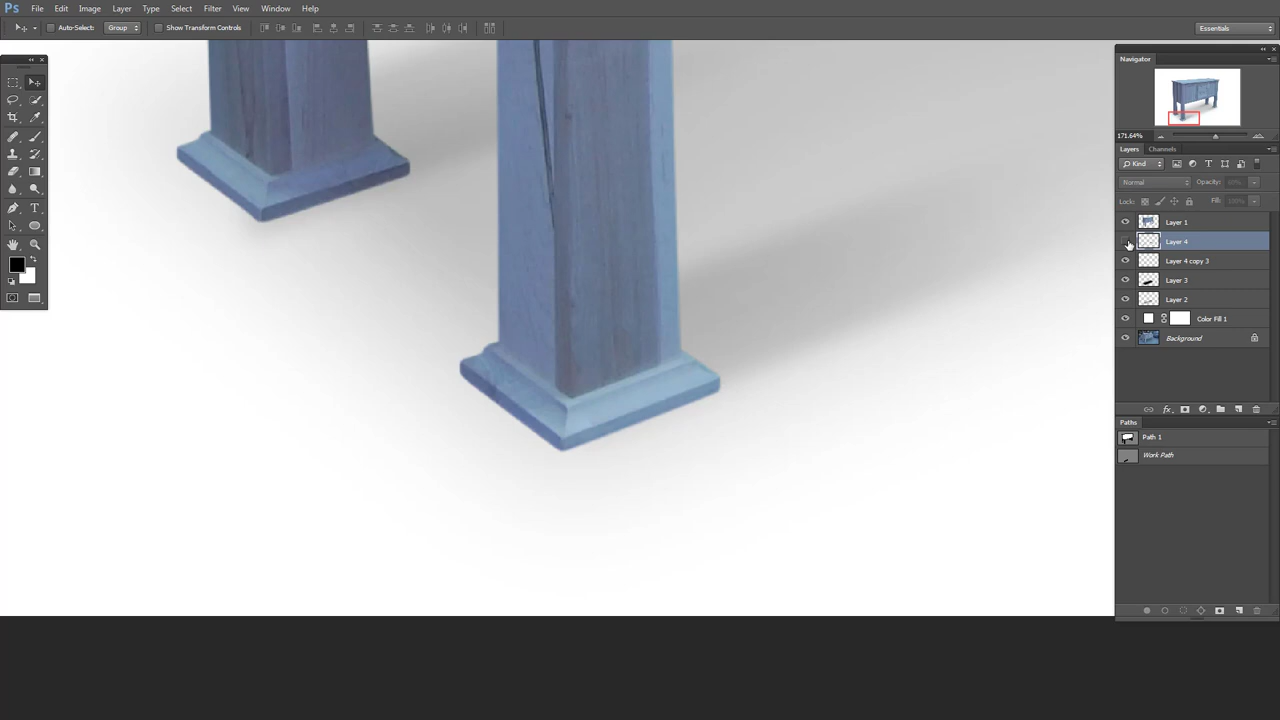 Ps File Edit Image Layer Type Select Filter View Window Help
Auto-Select: Group Show Transform Controls Essentials
Navigator
171.64%
Layers Channels
Kind
Normal Opacity:
Lock: Fill: 100%
Layer 1
Layer 4
Layer 4 copy 3
Layer 3
Layer 2
Color Fill 1
Background
fx
Paths
Path 1
Work Path